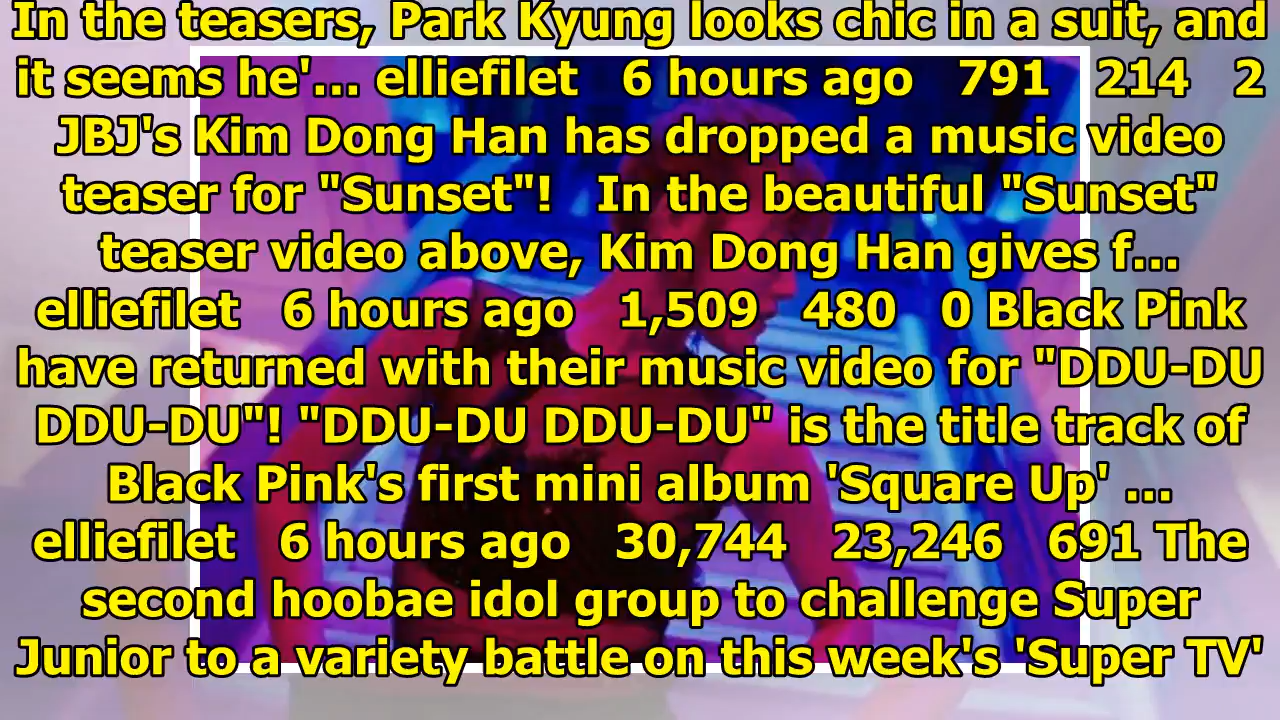 In the teasers, Park Kyung looks chic in a suit, and
it seems he'... elliefilet 6 hours ago 791 214 2
JBJ's Kim Dong Han has dropped a music video
teaser for "Sunset"! In the beautiful "Sunset"
teaser video above, Kim Dong Han gives f...
elliefilet 6 hours ago 1,509 480 0 Black Pink
have returned with their music video for "DDU-DU
DDU-DU"! "DDU-DU DDU-DU" is the title track of
Black Pink's first mini album 'Square Up' ...
elliefilet 6 hours ago 30,744 23,246 691 The
second hoobae idol group to challenge Super
Junior to a variety battle on this week's 'Super TV'